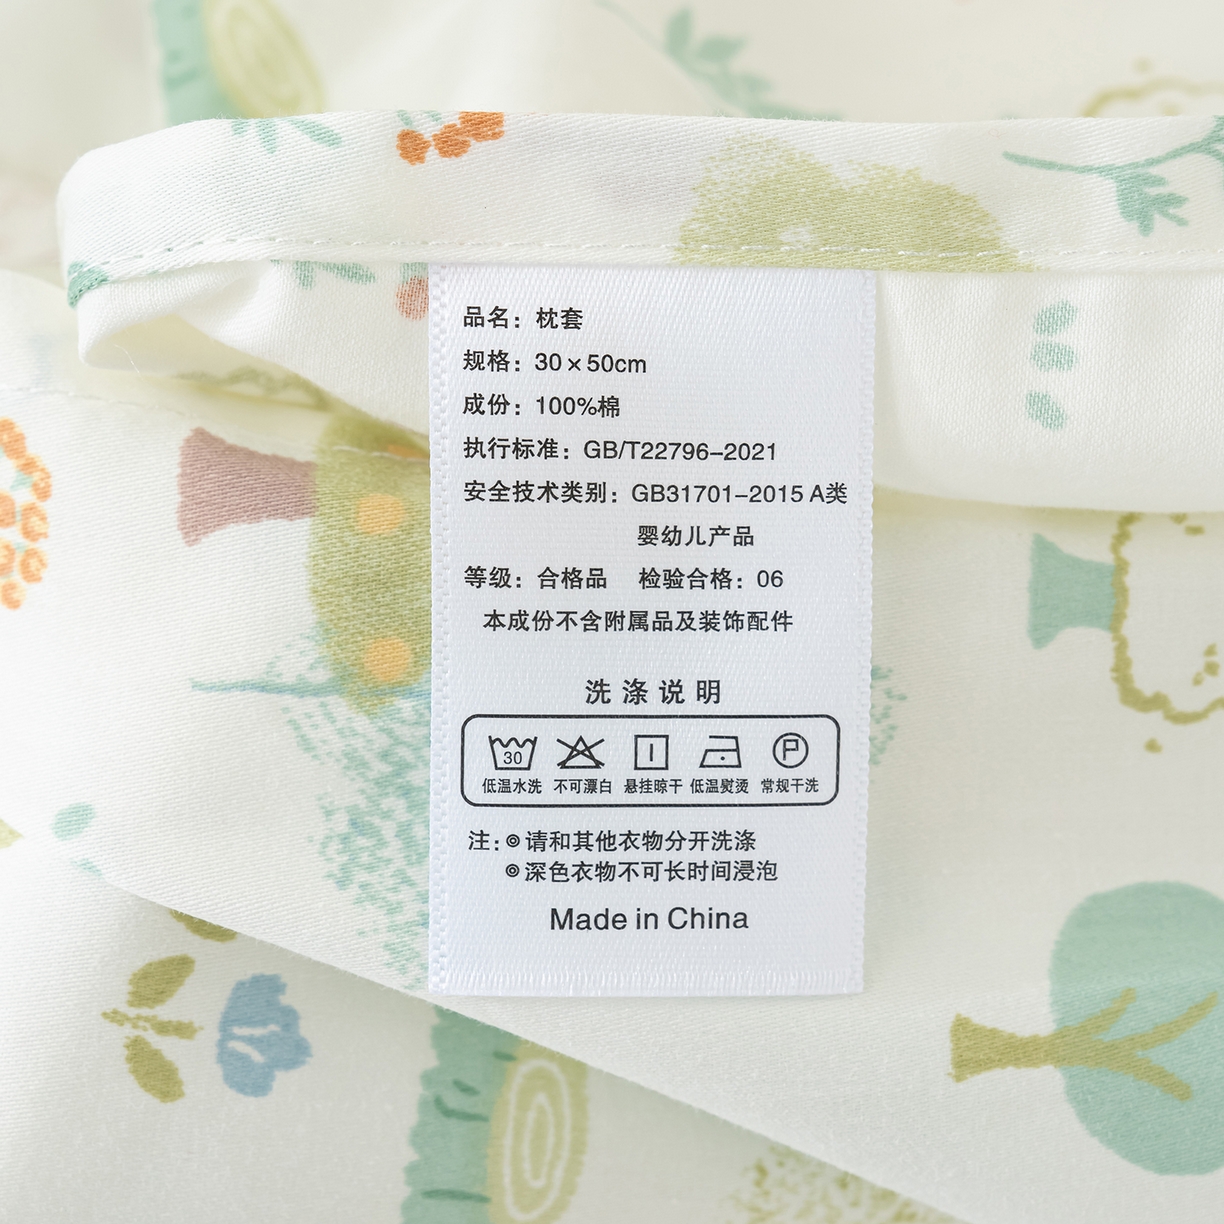 品名：枕套
规格：30×50cm
成份：100%棉
执行标准：GB/T22796-2021
安全技术类别：GB31701-2015 A类
婴幼儿产品
等级：合格品 检验合格：06
本成份不含附属品及装饰配件
洗涤说明
30
P
低温水洗 不可漂白 悬挂晾干 低温熨烫 常规干洗
注：⊚请和其他衣物分开洗涤
⊚深色衣物不可长时间浸泡
Made in China